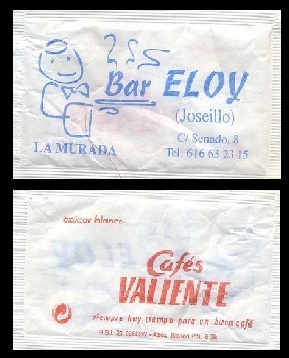 Bar ELOY
(Joseillo)
C/ Senado, 8
LA MURADA
Tel. 616 63 23 15
azúcar blanco
Cafés
VALIENTE
siempre hay tiempo para un buen café